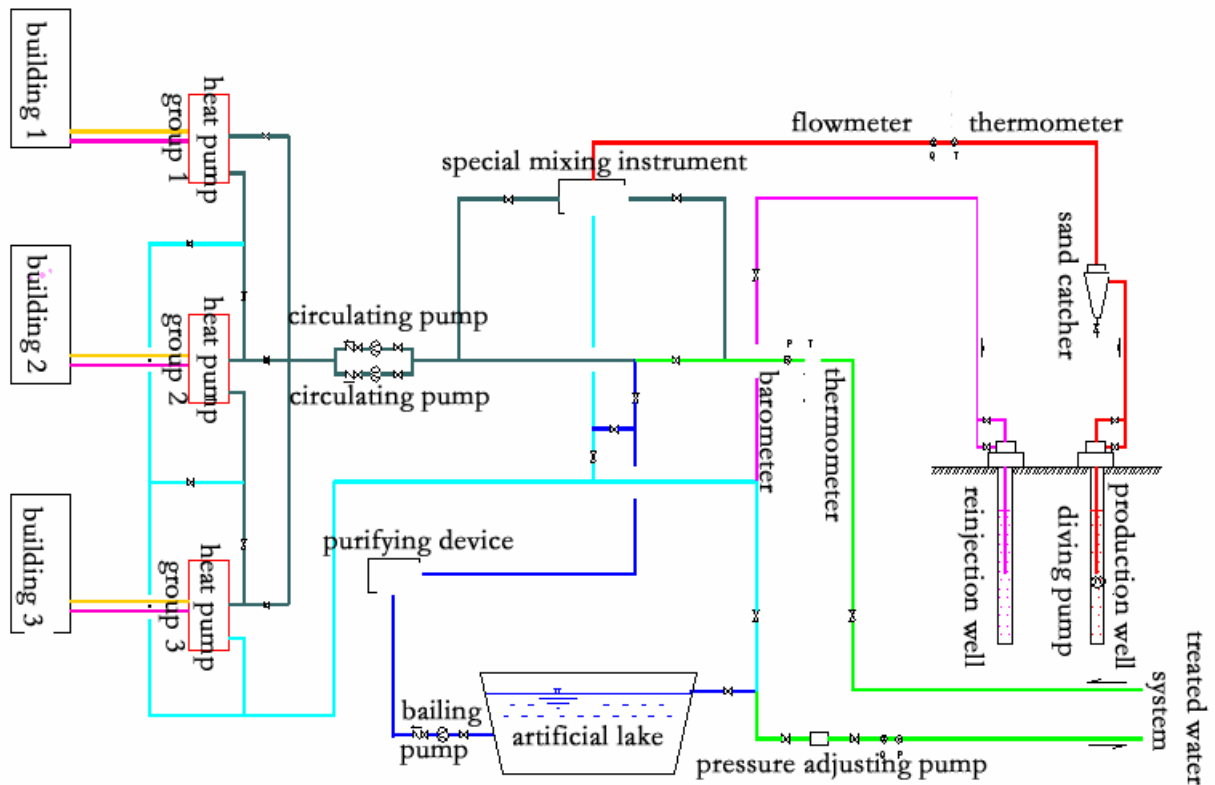 building 1
heat pump
group 1
flowmeter
thermometer
Q
T
special mixing instrument
sand catcher
building 2
heat pump
group 2
circulating pump
circulating pump
P
T
barometer
thermometer
reinjection well
diving pump
production well
building 3
heat pump
group 3
purifying device
bailing
pump
artificial lake
pressure adjusting pump
Q
P
treated water
system